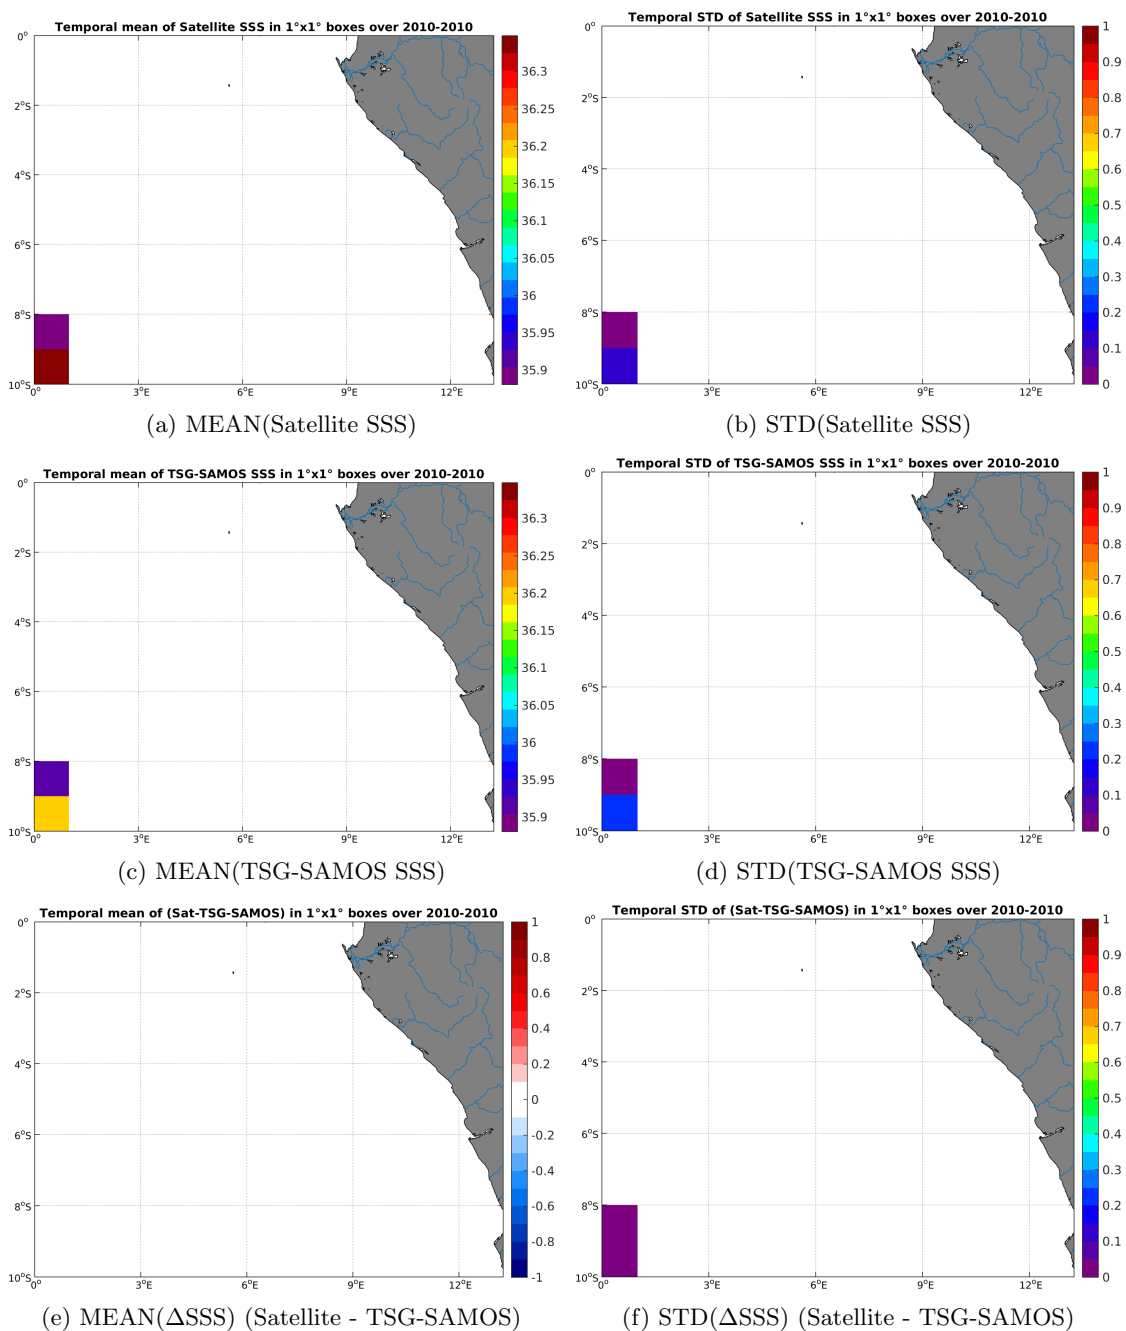 Temporal mean of Satellite SSS in 1°x1° boxes over 2010-2010
0°
2°S
4°S
6°S
8°S
10°S
0°
3°E
6°E
9°E
12°E
36.3
36.25
36.2
36.15
36.1
36.05
36
35.95
35.9
(a) MEAN(Satellite SSS)
Temporal STD of Satellite SSS in 1°x1° boxes over 2010-2010
0°
2°S
4°S
6°S
8°S
10°S
0°
3°E
6°E
9°E
12°E
1
0.9
0.8
0.7
0.6
0.5
0.4
0.3
0.2
0.1
0
(b) STD(Satellite SSS)
Temporal mean of TSG-SAMOS SSS in 1°x1° boxes over 2010-2010
0°
2°S
4°S
6°S
8°S
10°S
0°
3°E
6°E
9°E
12°E
36.3
36.25
36.2
36.15
36.1
36.05
36
35.95
35.9
(c) MEAN(TSG-SAMOS SSS)
Temporal STD of TSG-SAMOS SSS in 1°x1° boxes over 2010-2010
0°
2°S
4°S
6°S
8°S
10°S
0°
3°E
6°E
9°E
12°E
1
0.9
0.8
0.7
0.6
0.5
0.4
0.3
0.2
0.1
0
(d) STD(TSG-SAMOS SSS)
Temporal mean of (Sat-TSG-SAMOS) in 1°x1° boxes over 2010-2010
0°
2°S
4°S
6°S
8°S
10°S
0°
3°E
6°E
9°E
12°E
1
0.8
0.6
0.4
0.2
0
-0.2
-0.4
-0.6
-0.8
-1
(e) MEAN(ΔSSS) (Satellite - TSG-SAMOS)
Temporal STD of (Sat-TSG-SAMOS) in 1°x1° boxes over 2010-2010
0°
2°S
4°S
6°S
8°S
10°S
0°
3°E
6°E
9°E
12°E
1
0.9
0.8
0.7
0.6
0.5
0.4
0.3
0.2
0.1
0
(f) STD(ΔSSS) (Satellite - TSG-SAMOS)